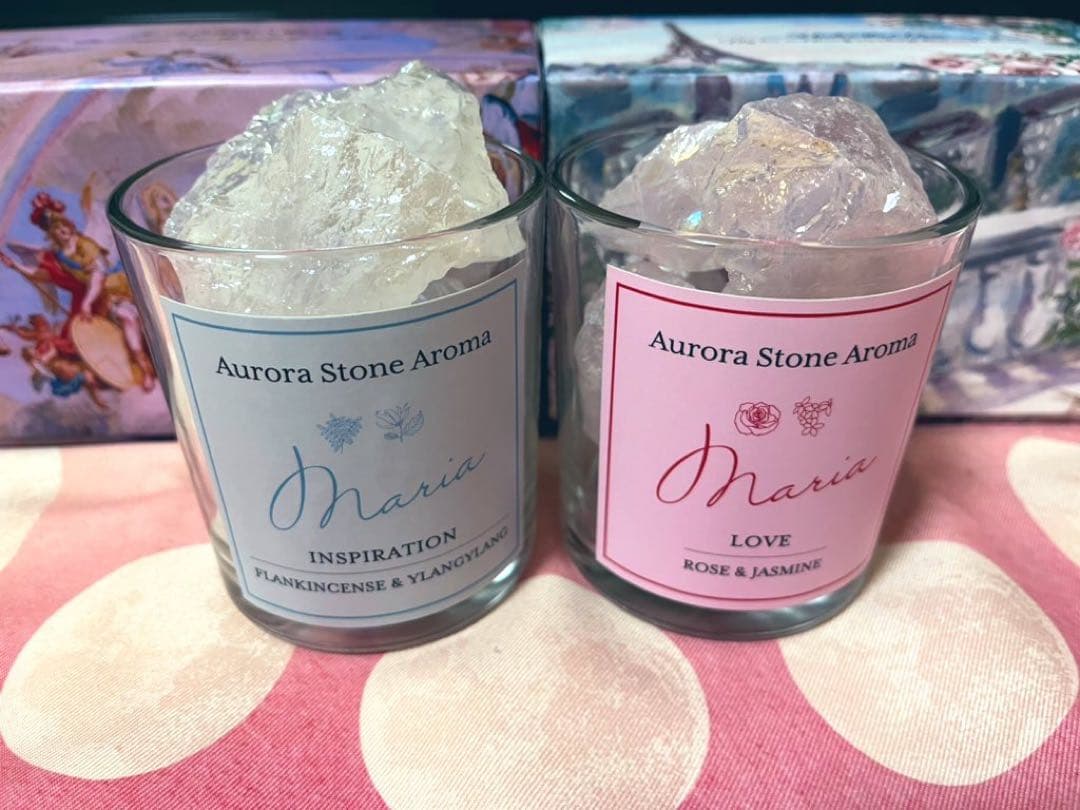 Aurora Stone Aroma
Maria
INSPIRATION
FLANKINCENSE & YLANGYLANG
Aurora Stone Aroma
Maria
LOVE
ROSE & JASMINE